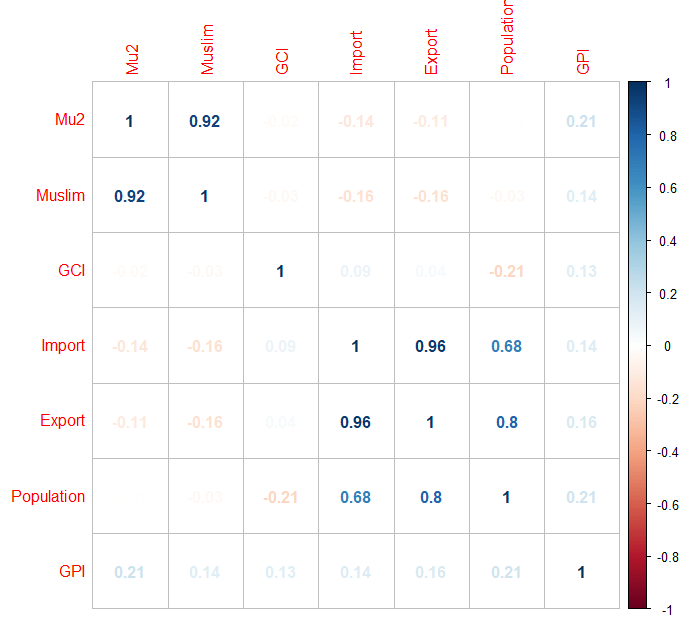 Mu2 Muslim GCI Import Export Population GPI
Mu2 1 0.92 -0.02 -0.14 -0.11 0.21
Muslim 0.92 1 -0.03 -0.16 -0.16 -0.03 0.14
GCI -0.02 -0.03 1 0.09 0.04 -0.21 0.13
Import -0.14 -0.16 0.09 1 0.96 0.68 0.14
Export -0.11 -0.16 0.04 0.96 1 0.8 0.16
Population -0.03 -0.21 0.68 0.8 1 0.21
GPI 0.21 0.14 0.13 0.14 0.16 0.21 1
1
0.8
0.6
0.4
0.2
0
-0.2
-0.4
-0.6
-0.8
-1